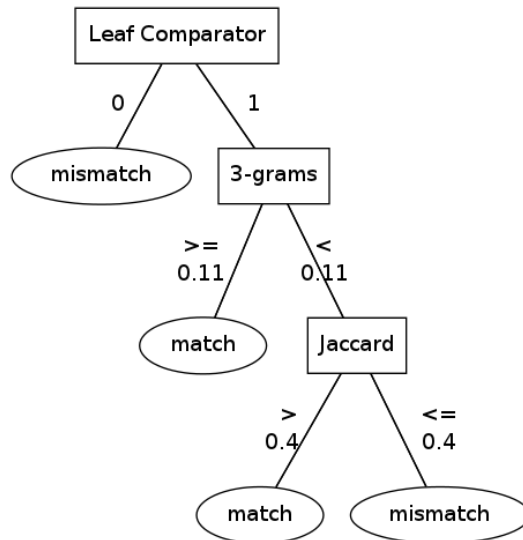 Leaf Comparator
0
1
mismatch
3-grams
>=
0.11
<
0.11
match
Jaccard
>
0.4
<=
0.4
match
mismatch